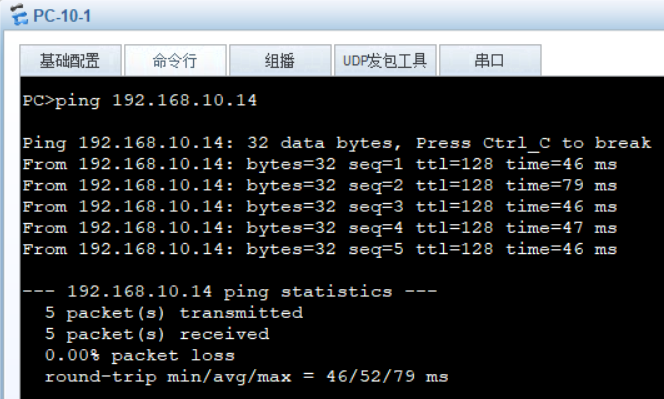 PC-10-1
基础配置 命令行 组播 UDP发包工具 串口
PC>ping 192.168.10.14
Ping 192.168.10.14: 32 data bytes, Press Ctrl_C to break
From 192.168.10.14: bytes=32 seq=1 ttl=128 time=46 ms
From 192.168.10.14: bytes=32 seq=2 ttl=128 time=79 ms
From 192.168.10.14: bytes=32 seq=3 ttl=128 time=46 ms
From 192.168.10.14: bytes=32 seq=4 ttl=128 time=47 ms
From 192.168.10.14: bytes=32 seq=5 ttl=128 time=46 ms
--- 192.168.10.14 ping statistics ---
5 packet(s) transmitted
5 packet(s) received
0.00% packet loss
round-trip min/avg/max = 46/52/79 ms